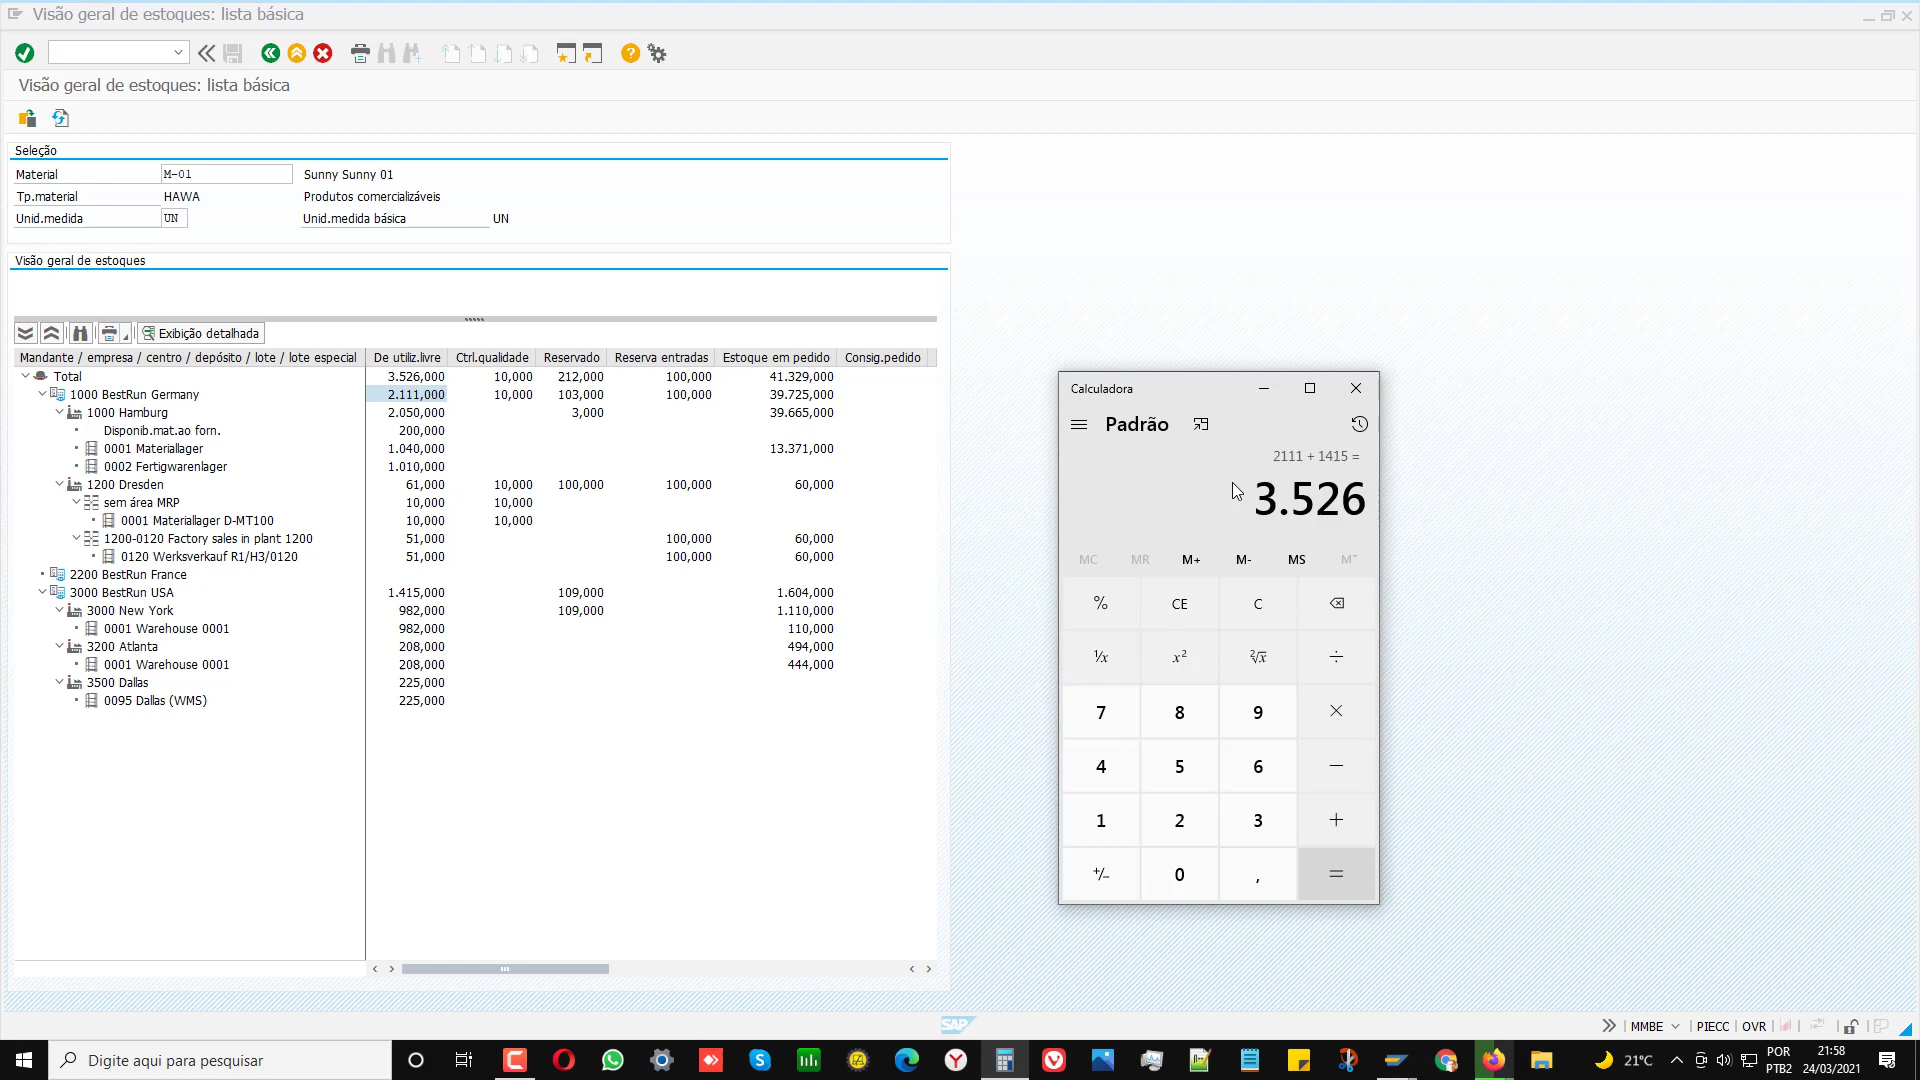 Visão geral de estoques: lista básica
Visão geral de estoques: lista básica
Seleção
Material M-01 Sunny Sunny 01
Tp.material HAWA Produtos comercializáveis
Unid.medida UN Unid.medida básica UN
Visão geral de estoques
Exibição detalhada
Mandante / empresa / centro / depósito / lote / lote especial De utiliz.livre Ctrl.qualidade Reservado Reserva entradas Estoque em pedido Consig.pedido
Total 3.526,000 10,000 212,000 100,000 41.329,000
1000 BestRun Germany 2.111,000 10,000 103,000 100,000 39.725,000
1000 Hamburg 2.050,000 3,000 39.665,000
Disponib.mat.ao forn. 200,000
0001 Materiallager 1.040,000 13.371,000
0002 Fertigwarenlager 1.010,000
1200 Dresden 61,000 10,000 100,000 100,000 60,000
sem área MRP 10,000 10,000
0001 Materiallager D-MT100 10,000 10,000
1200-0120 Factory sales in plant 1200 51,000 100,000 60,000
0120 Werksverkauf R1/H3/0120 51,000 100,000 60,000
2200 BestRun France
3000 BestRun USA 1.415,000 109,000 1.604,000
3000 New York 982,000 109,000 1.110,000
0001 Warehouse 0001 982,000 110,000
3200 Atlanta 208,000 494,000
0001 Warehouse 0001 208,000 444,000
3500 Dallas 225,000
0095 Dallas (WMS) 225,000
Calculadora
Padrão
2111 + 1415 =
3.526
MC MR M+ M- MS M˅
% CE C
¹/x x² ²√x ÷
7 8 9 ×
4 5 6 −
1 2 3 +
+/− 0 , =
SAP
MMBE PIECC OVR
Digite aqui para pesquisar
21°C
POR
PTB2
21:58
24/03/2021